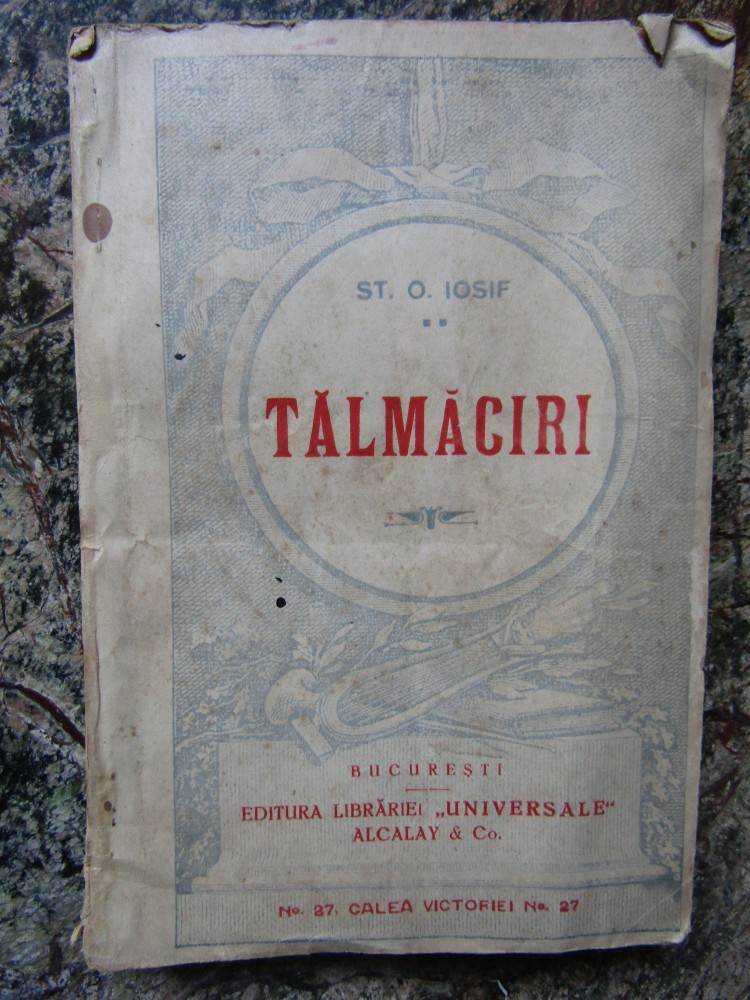 ST. O. IOSIF
TĂLMĂCIRI
BUCUREȘTI
EDITURA LIBRĂRIEI „UNIVERSALE“
ALCALAY & Co.
No. 27, CALEA VICTORIEI No. 27